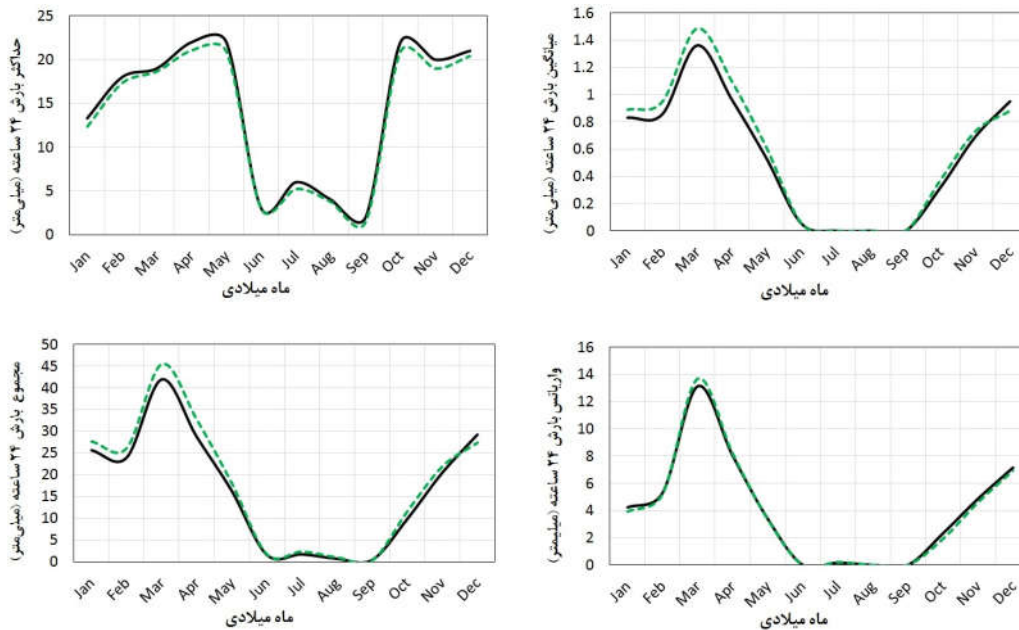 حداکثر بارش ۲۴ ساعته (میلی‌متر)
25
20
15
10
5
0
Jan Feb Mar Apr May Jun Jul Aug Sep Oct Nov Dec
ماه میلادی
میانگین بارش ۲۴ ساعته (میلی‌متر)
1.6
1.4
1.2
1
0.8
0.6
0.4
0.2
0
Jan Feb Mar Apr May Jun Jul Aug Sep Oct Nov Dec
ماه میلادی
مجموع بارش ۲۴ ساعته (میلی‌متر)
50
45
40
35
30
25
20
15
10
5
0
Jan Feb Mar Apr May Jun Jul Aug Sep Oct Nov Dec
ماه میلادی
واریانس بارش ۲۴ ساعته (میلیمتر)
16
14
12
10
8
6
4
2
0
Jan Feb Mar Apr May Jun Jul Aug Sep Oct Nov Dec
ماه میلادی